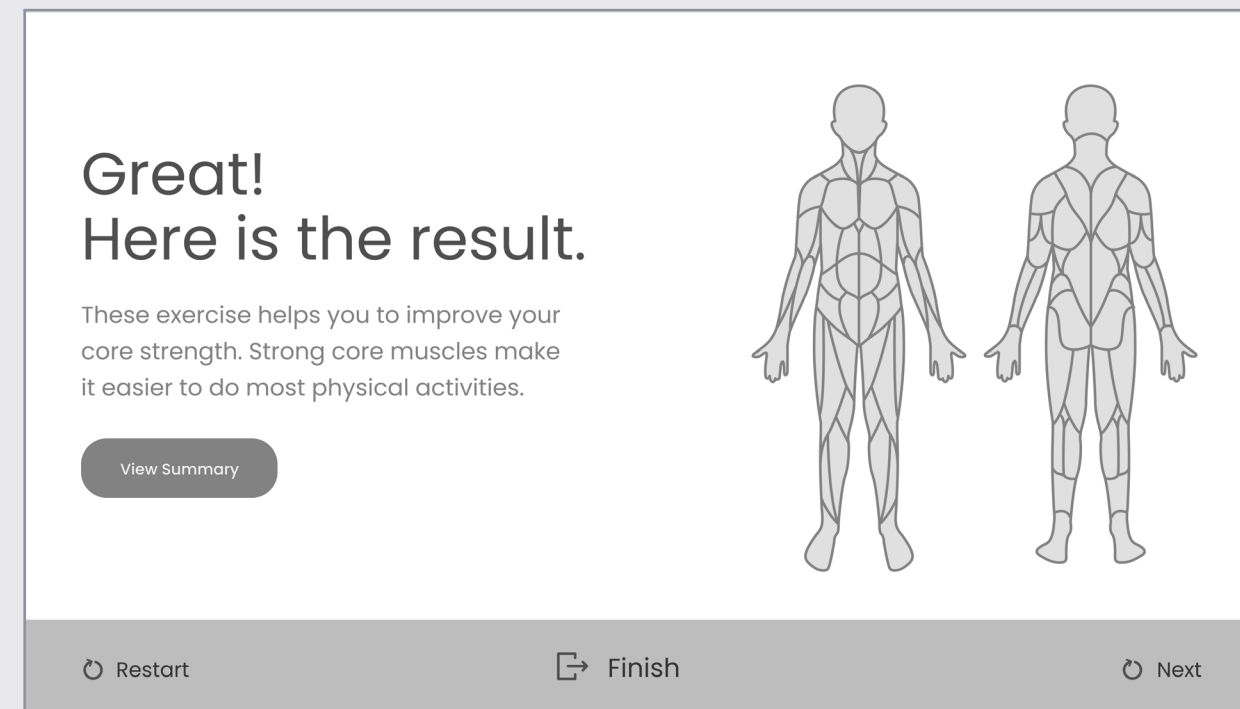 Great!
Here is the result.
These exercise helps you to improve your
core strength. Strong core muscles make
it easier to do most physical activities.
View Summary
Restart
Finish
Next